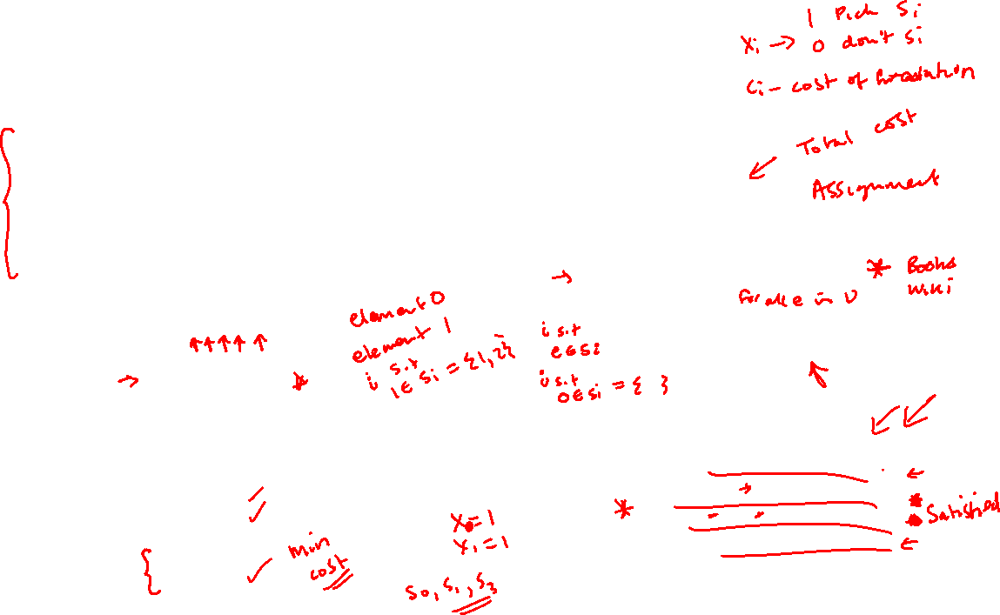 1 Pick Si
xi → 0 don't Si
Ci - cost of
Total cost
← Assignment
* Books
Wiki
for all e in U
element 0
element 1
i s.t
1 ∈ Si = {1,2}
→
i s.t
e ∈ Si
i s.t
0 ∈ Si = { }
Satisfied
x0=1
x1=1
min
cost
S0, S1, S3